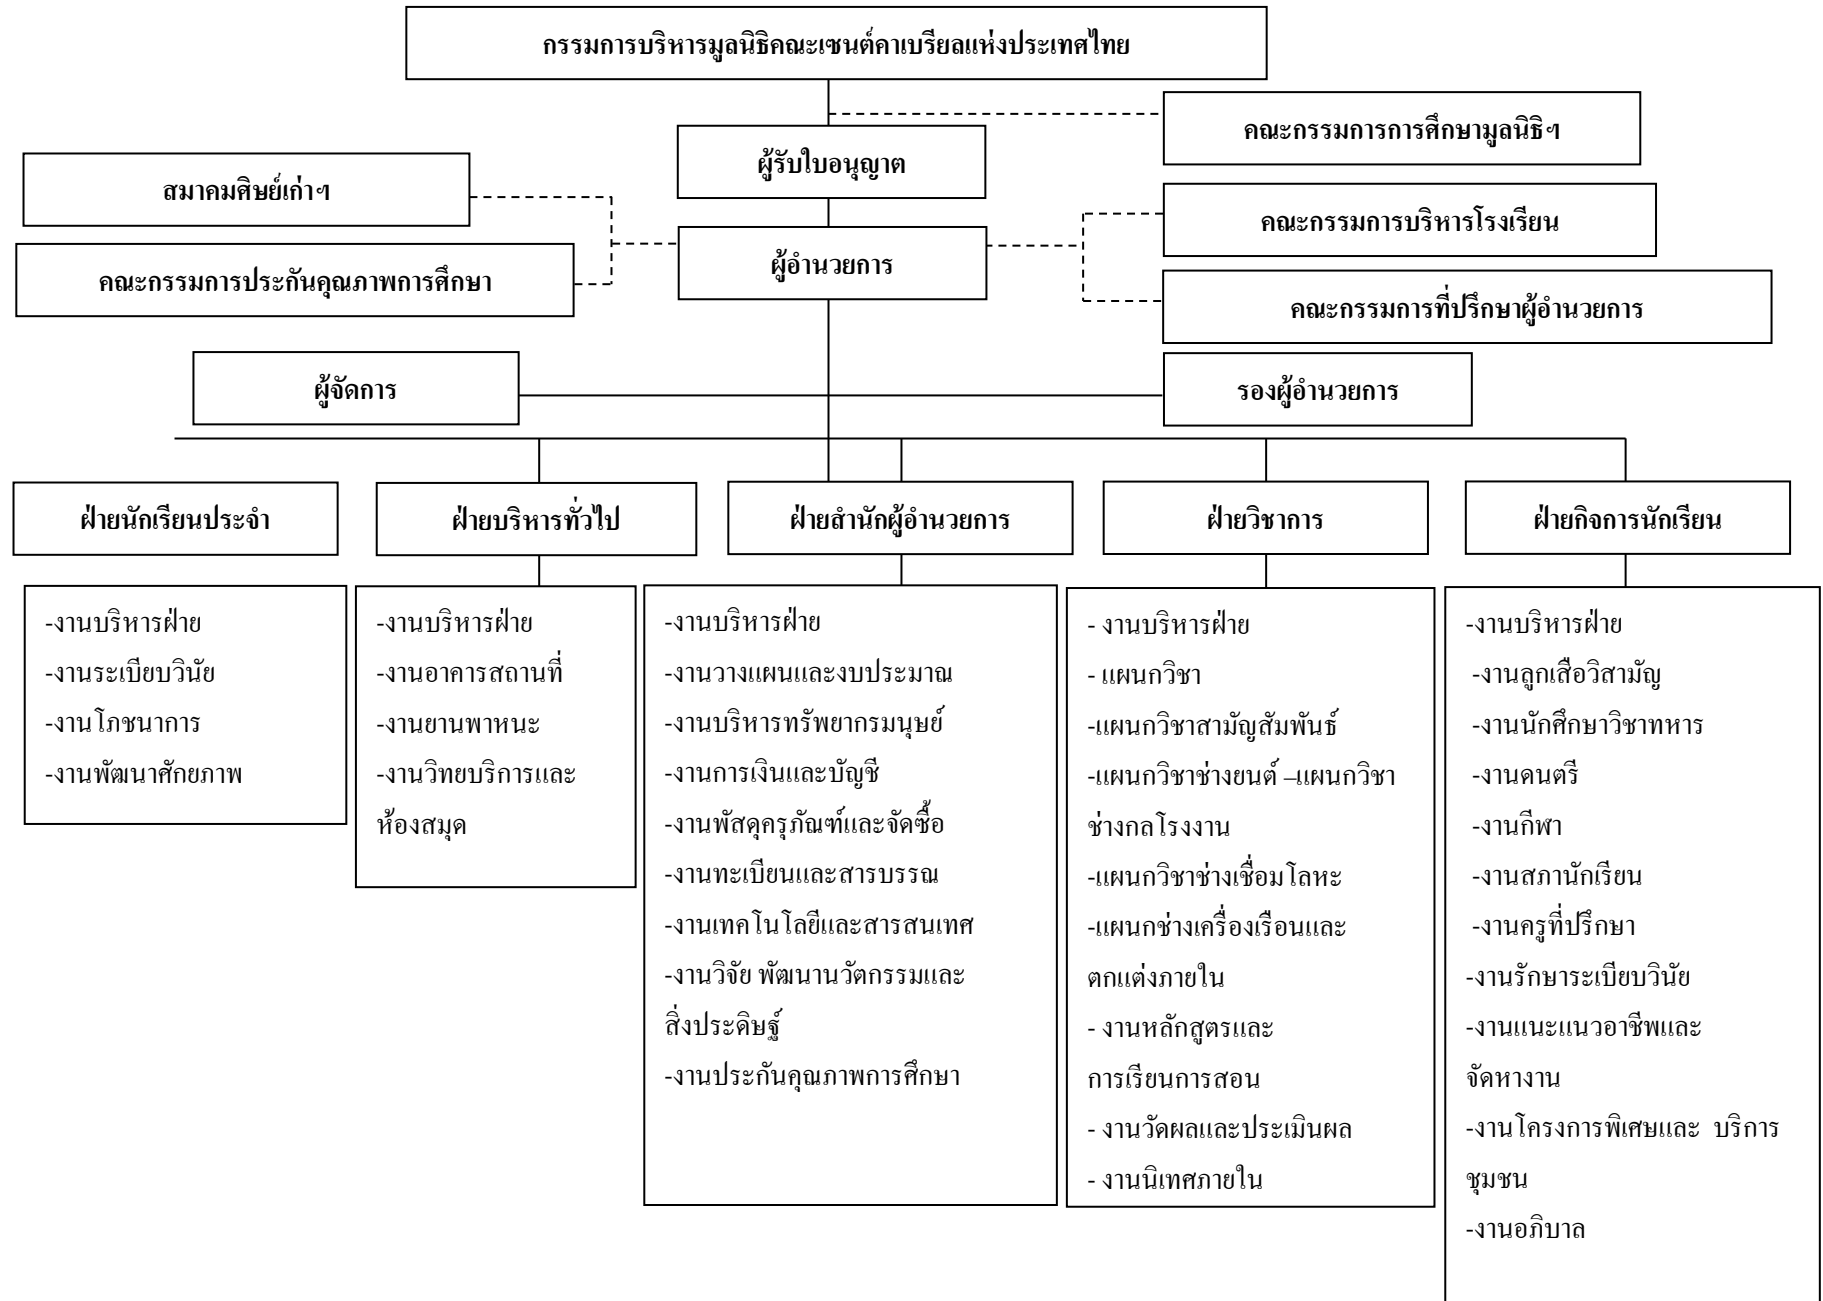 กรรมการบริหารมูลนิธิคณะเซนต์คาเบรียลแห่งประเทศไทย
คณะกรรมการการศึกษามูลนิธิฯ
ผู้รับใบอนุญาต
สมาคมศิษย์เก่าฯ
คณะกรรมการบริหารโรงเรียน
ผู้อำนวยการ
คณะกรรมการประกันคุณภาพการศึกษา
คณะกรรมการที่ปรึกษาผู้อำนวยการ
ผู้จัดการ
รองผู้อำนวยการ
ฝ่ายนักเรียนประจำ
ฝ่ายบริหารทั่วไป
ฝ่ายสำนักผู้อำนวยการ
ฝ่ายวิชาการ
ฝ่ายกิจการนักเรียน
-งานบริหารฝ่าย
-งานระเบียบวินัย
-งานโภชนาการ
-งานพัฒนาศักยภาพ
-งานบริหารฝ่าย
-งานอาคารสถานที่
-งานยานพาหนะ
-งานวิทยบริการและ
ห้องสมุด
-งานบริหารฝ่าย
-งานวางแผนและงบประมาณ
-งานบริหารทรัพยากรมนุษย์
-งานการเงินและบัญชี
-งานพัสดุครุภัณฑ์และจัดซื้อ
-งานทะเบียนและสารบรรณ
-งานเทคโนโลยีและสารสนเทศ
-งานวิจัย พัฒนานวัตกรรมและ
สิ่งประดิษฐ์
-งานประกันคุณภาพการศึกษา
- งานบริหารฝ่าย
- แผนกวิชา
-แผนกวิชาสามัญสัมพันธ์
-แผนกวิชาช่างยนต์ –แผนกวิชา
ช่างกลโรงงาน
-แผนกวิชาช่างเชื่อมโลหะ
-แผนกช่างเครื่องเรือนและ
ตกแต่งภายใน
- งานหลักสูตรและ
การเรียนการสอน
- งานวัดผลและประเมินผล
- งานนิเทศภายใน
-งานบริหารฝ่าย
-งานลูกเสือวิสามัญ
-งานนักศึกษาวิชาทหาร
-งานดนตรี
-งานกีฬา
-งานสภานักเรียน
-งานครูที่ปรึกษา
-งานรักษาระเบียบวินัย
-งานแนะแนวอาชีพและ
จัดหางาน
-งานโครงการพิเศษและ บริการ
ชุมชน
-งานอภิบาล